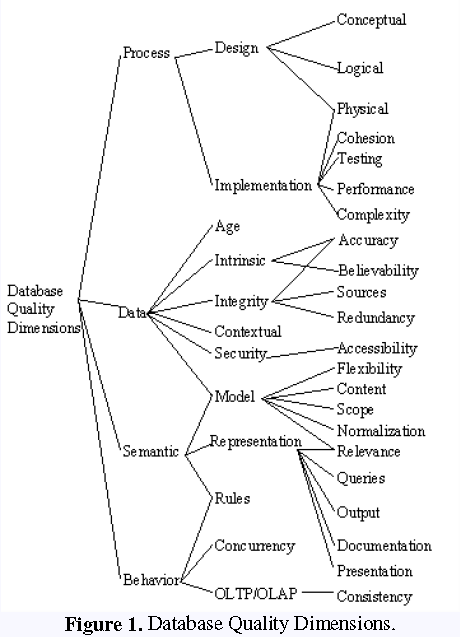 Conceptual
Process
Design
Logical
Physical
Cohesion
Testing
Implementation
Performance
Complexity
Age
Accuracy
Intrinsic
Believability
Database
Quality
Dimensions
Data
Integrity
Sources
Redundancy
Contextual
Security
Accessibility
Flexibility
Model
Content
Scope
Normalization
Semantic
Representation
Relevance
Queries
Rules
Output
Concurrency
Documentation
Presentation
Behavior
OLTP/OLAP
Consistency
Figure 1. Database Quality Dimensions.